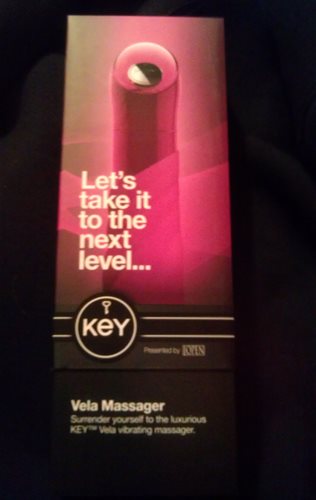 Let's
take it
to the
next
level...
KEY
Presented by JOPEN
Vela Massager
Surrender yourself to the luxurious
KEY™ Vela vibrating massager.